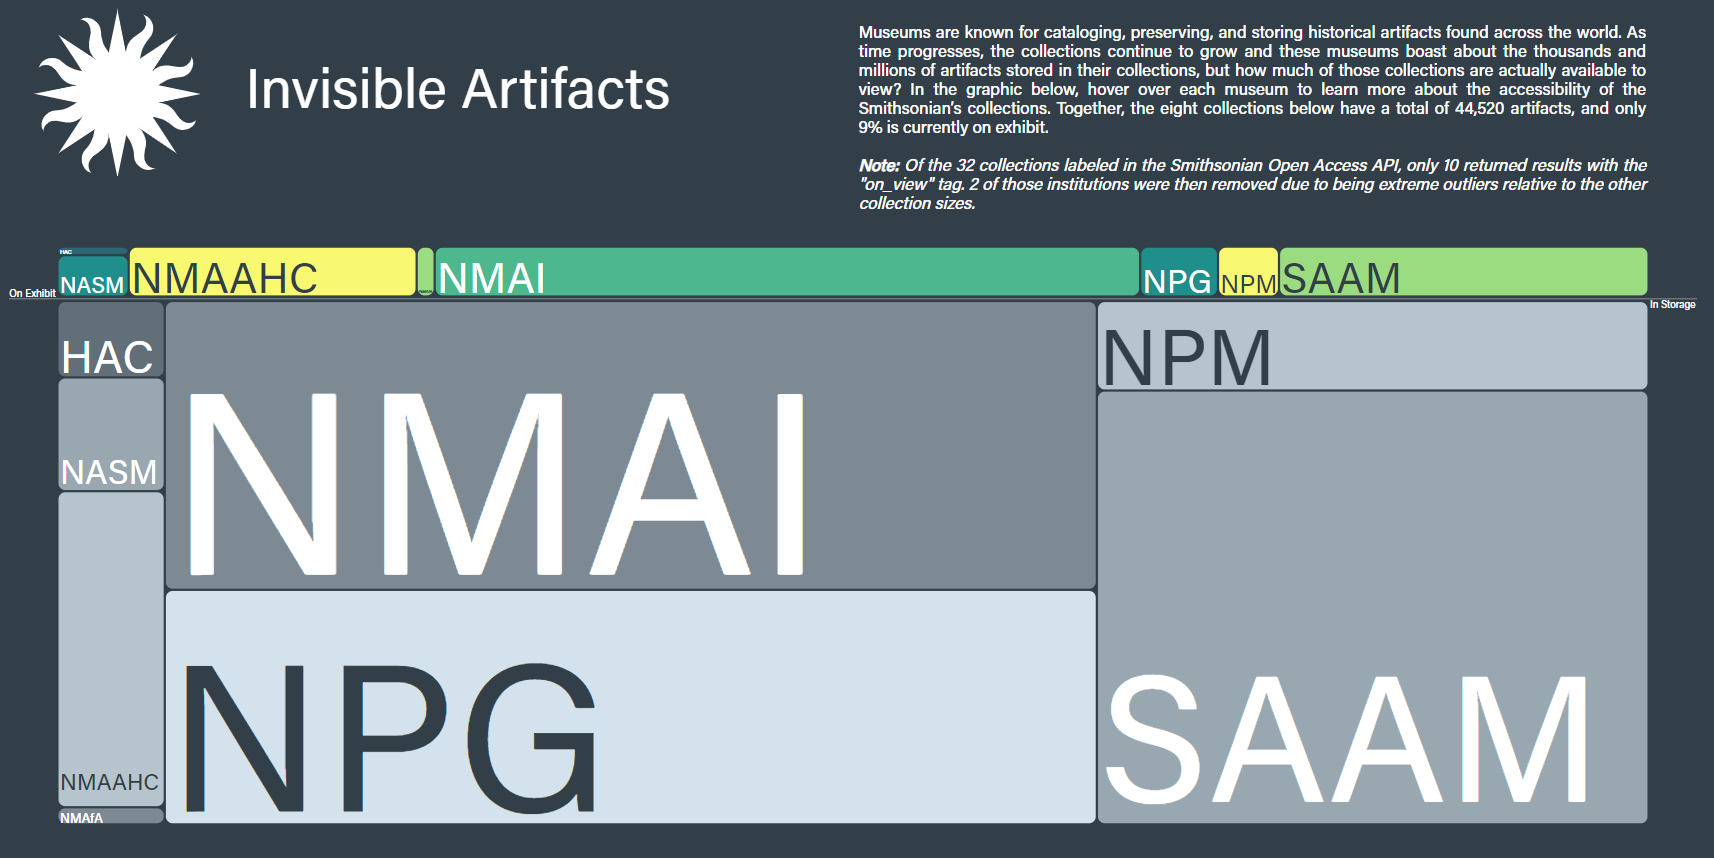 Invisible Artifacts
Museums are known for cataloging, preserving, and storing historical artifacts found across the world. As
time progresses, the collections continue to grow and these museums boast about the thousands and
millions of artifacts stored in their collections, but how much of those collections are actually available to
view? In the graphic below, hover over each museum to learn more about the accessibility of the
Smithsonian's collections. Together, the eight collections below have a total of 44,520 artifacts, and only
9% is currently on exhibit.
Note: Of the 32 collections labeled in the Smithsonian Open Access API, only 10 returned results with the
"on_view" tag. 2 of those institutions were then removed due to being extreme outliers relative to the other
collection sizes.
HAC
NASM
NMAAHC
NMAI
NPG
NPM
SAAM
On Exhibit
In Storage
HAC
NASM
NMAAHC
NMAfA
NMAI
NPG
NPM
SAAM